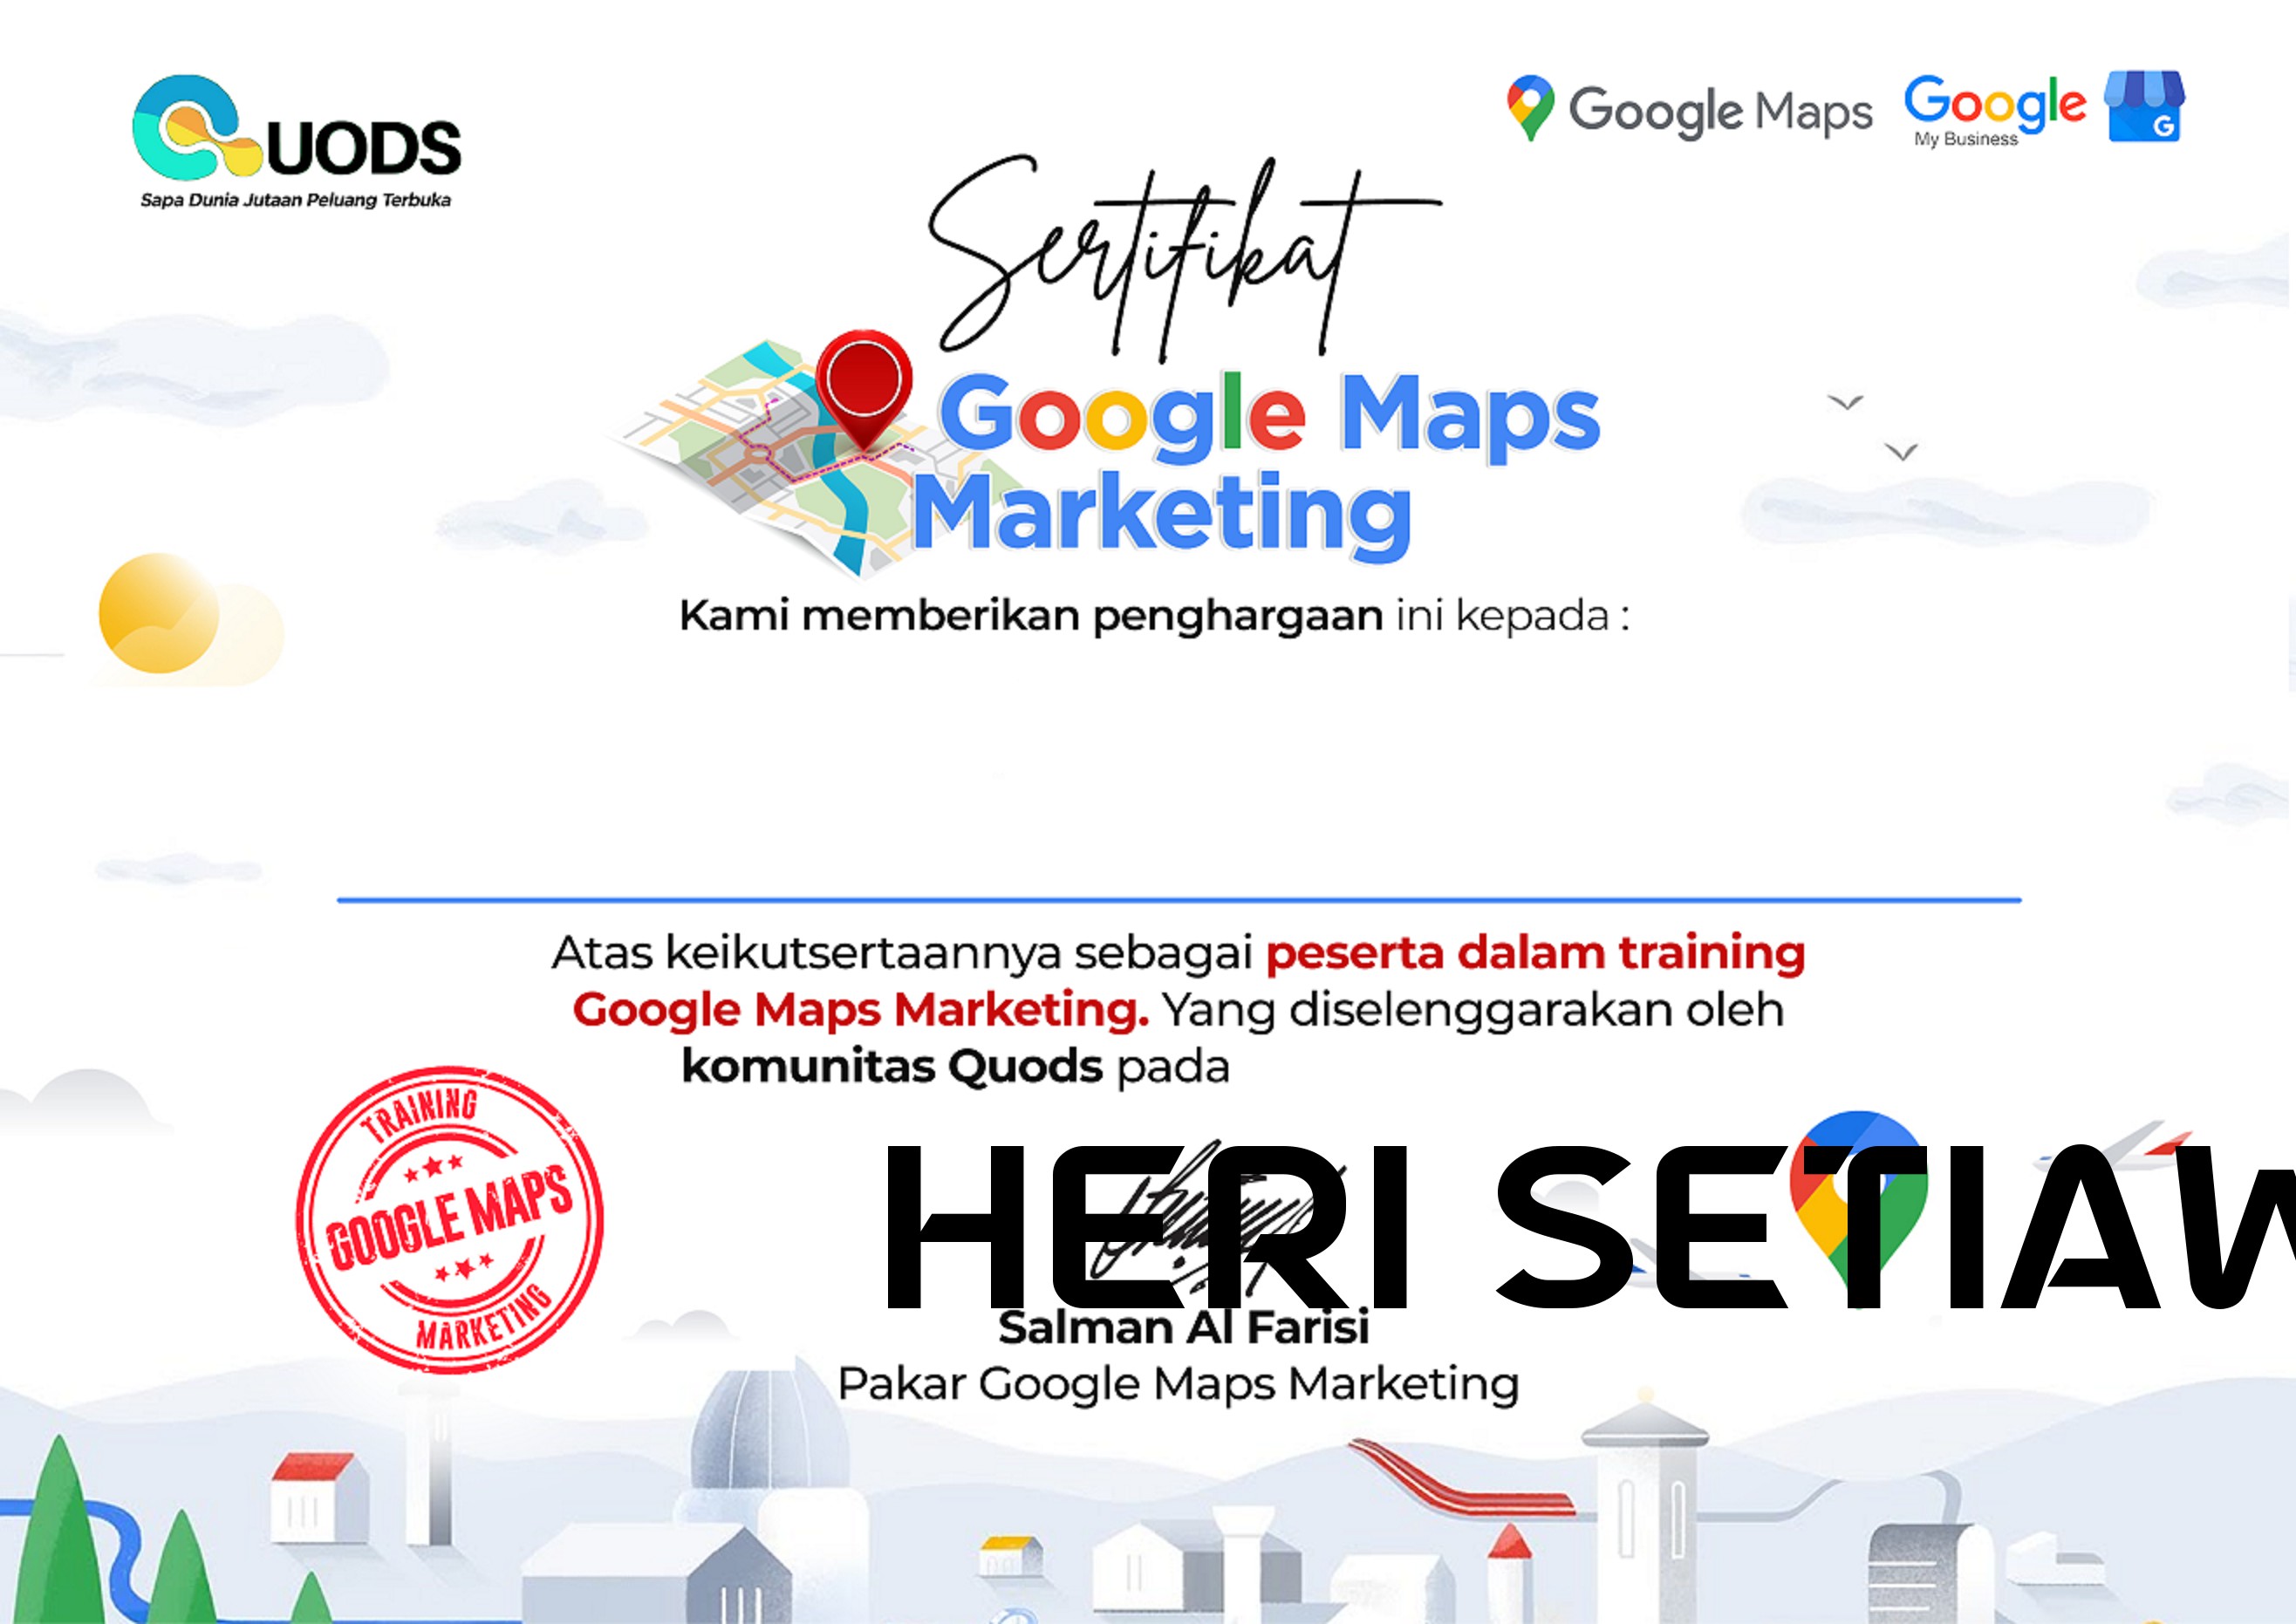 QUODS
Sapa Dunia Jutaan Peluang Terbuka
Google Maps
Google
My Business
G
Sertifikat
Google Maps
Marketing
Kami memberikan penghargaan ini kepada :
Atas keikutsertaannya sebagai peserta dalam training
Google Maps Marketing. Yang diselenggarakan oleh
komunitas Quods pada
TRAINING
GOOGLE MAPS
MARKETING
HERI SETIAW
Salman Al Farisi
Pakar Google Maps Marketing